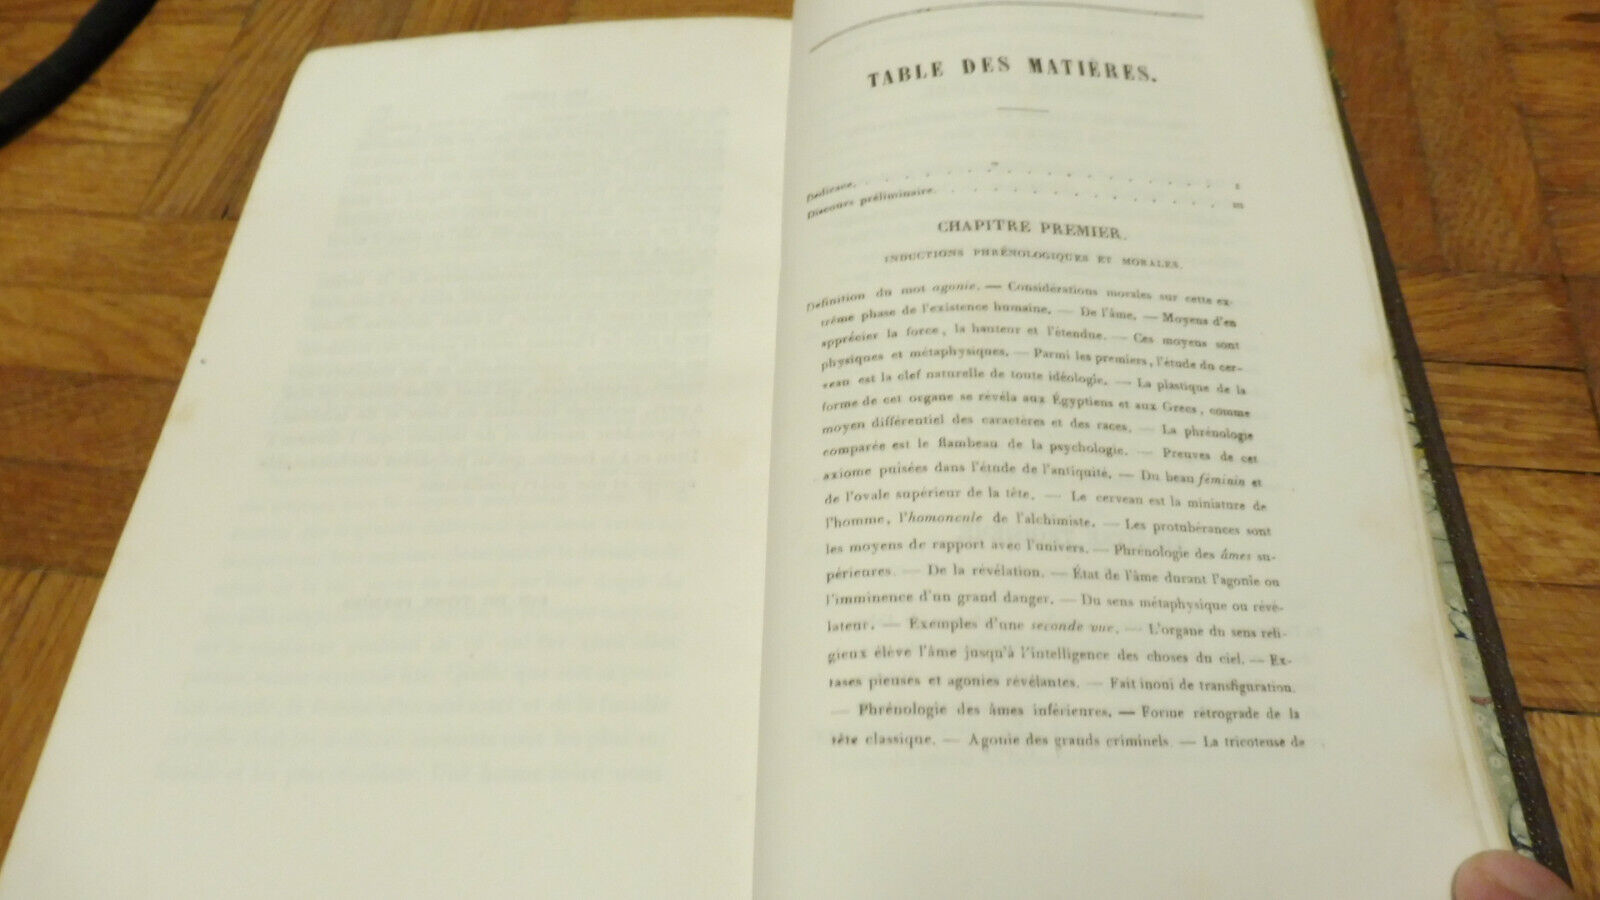 TABLE DES MATIÈRES.
Dédicace. . . . . . . . . . . . . . . . . I
Discours préliminaire. . . . . . . . . . . . . III
CHAPITRE PREMIER.
INDUCTIONS PHRÉNOLOGIQUES ET MORALES.
Définition du mot agonie. — Considérations morales sur cette ex-
trême phase de l'existence humaine. — De l'âme. — Moyens d'en
apprécier la force, la hauteur et l'étendue. — Ces moyens sont
physiques et métaphysiques. — Parmi les premiers, l'étude du cer-
veau est la clef naturelle de toute idéologie. — La plastique de la
forme de cet organe se révéla aux Égyptiens et aux Grecs, comme
moyen différentiel des caractères et des races. — La phrénologie
comparée est le flambeau de la psychologie. — Preuves de cet
axiome puisées dans l'étude de l'antiquité. — Du beau féminin et
de l'ovale supérieur de la tête. — Le cerveau est la miniature de
l'homme, l'homoncule de l'alchimiste. — Les protubérances sont
les moyens de rapport avec l'univers. — Phrénologie des âmes su-
périeures. — De la révélation. — État de l'âme durant l'agonie ou
l'imminence d'un grand danger. — Du sens métaphysique ou révé-
lateur. — Exemples d'une seconde vue. — L'organe du sens reli-
gieux élève l'âme jusqu'à l'intelligence des choses du ciel. — Ex-
tases pieuses et agonies révélantes. — Fait inoui de transfiguration.
— Phrénologie des âmes inférieures. — Forme rétrograde de la
tête classique. — Agonie des grands criminels. — La tricoteuse de